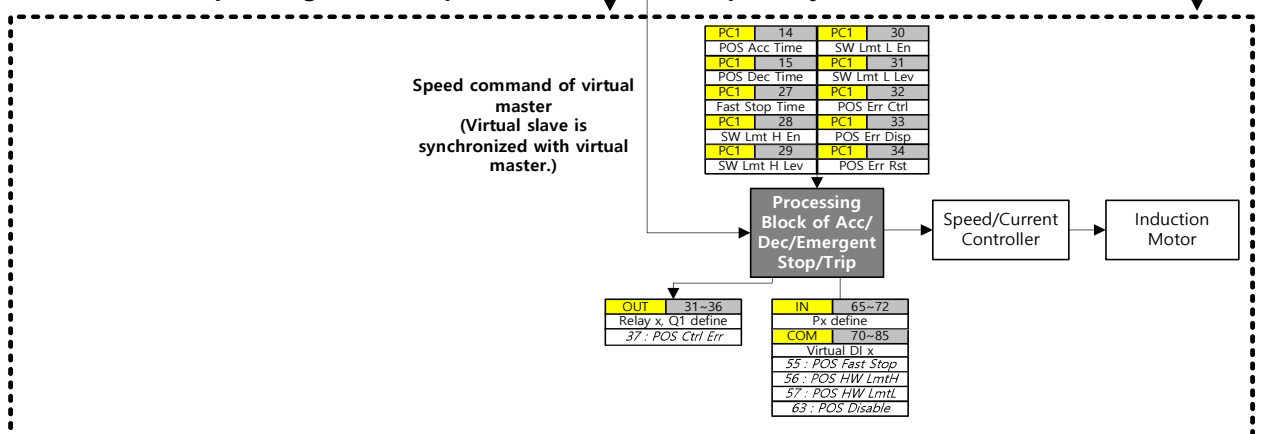 PC1 14 PC1 30
POS Acc Time SW Lmt L En
PC1 15 PC1 31
POS Dec Time SW Lmt L Lev
PC1 27 PC1 32
Fast Stop Time POS Err Ctrl
PC1 28 PC1 33
SW Lmt H En POS Err Disp
PC1 29 PC1 34
SW Lmt H Lev POS Err Rst
Speed command of virtual
master
(Virtual slave is
synchronized with virtual
master.)
Processing
Block of Acc/
Dec/Emergent
Stop/Trip
Speed/Current
Controller
Induction
Motor
OUT 31~36
Relay x, Q1 define
37 : POS Ctrl Err
IN 65~72
Px define
COM 70~85
Virtual DI x
55 : POS Fast Stop
56 : POS HW LmtH
57 : POS HW LmtL
63 : POS Disable